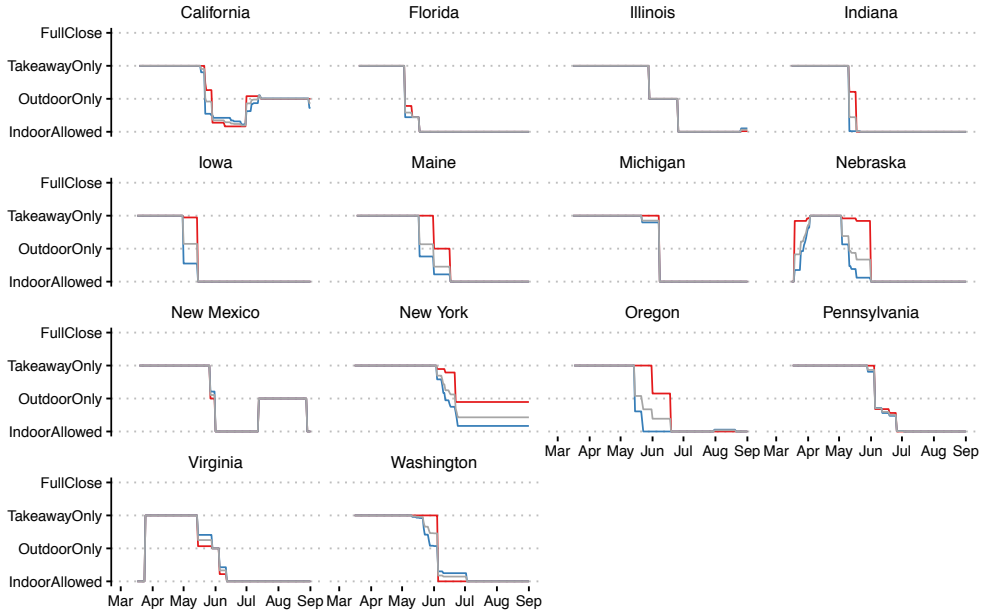 California Florida Illinois Indiana
FullClose
TakeawayOnly
OutdoorOnly
IndoorAllowed
Iowa Maine Michigan Nebraska
FullClose
TakeawayOnly
OutdoorOnly
IndoorAllowed
New Mexico New York Oregon Pennsylvania
FullClose
TakeawayOnly
OutdoorOnly
IndoorAllowed
Mar Apr May Jun Jul Aug Sep Mar Apr May Jun Jul Aug Sep
Virginia Washington
FullClose
TakeawayOnly
OutdoorOnly
IndoorAllowed
Mar Apr May Jun Jul Aug Sep Mar Apr May Jun Jul Aug Sep